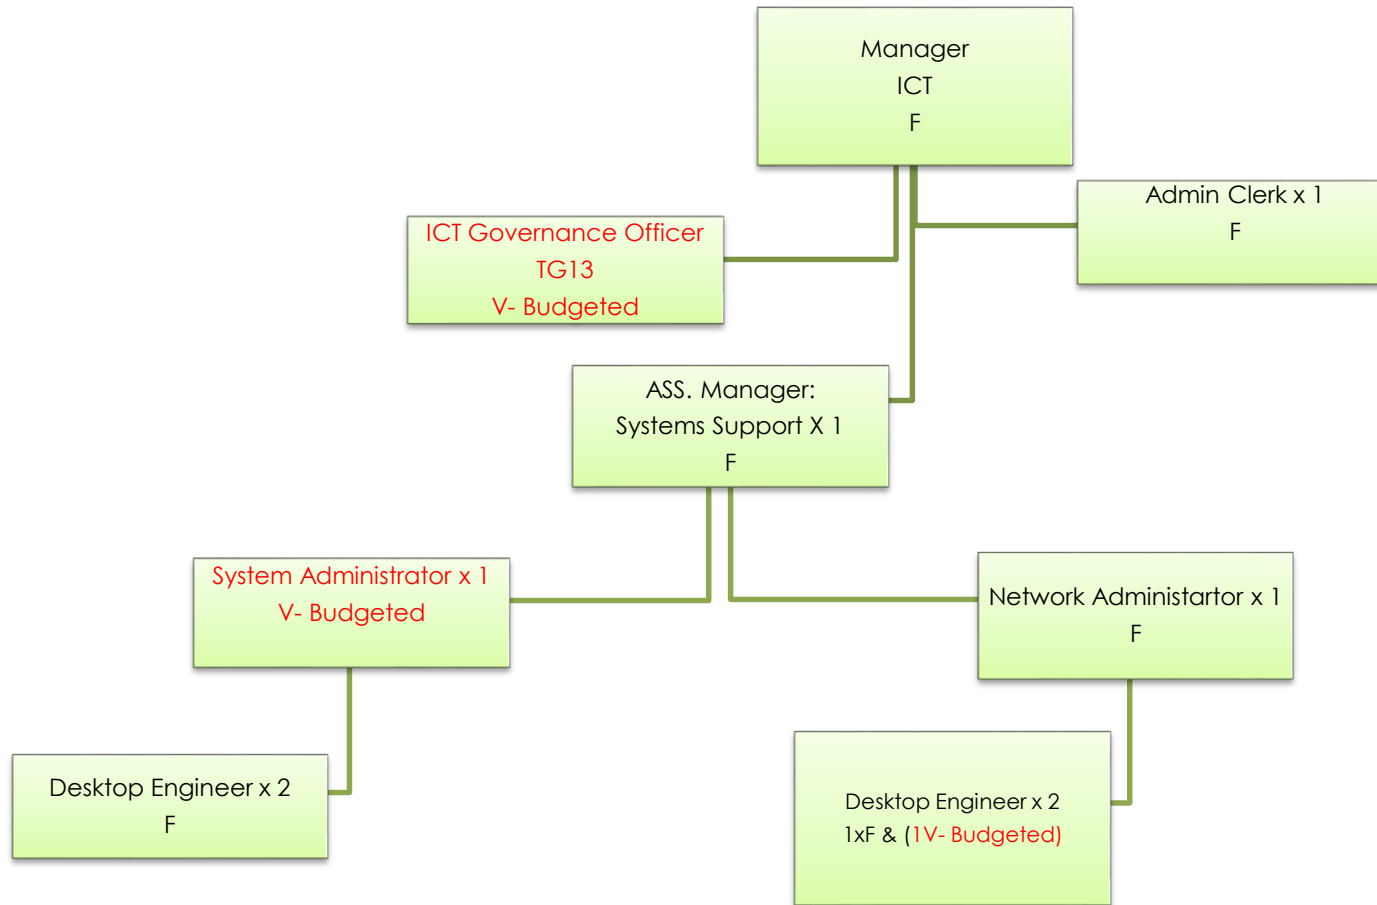 Manager
ICT
F
Admin Clerk x 1
F
ICT Governance Officer
TG13
V- Budgeted
ASS. Manager:
Systems Support X 1
F
System Administrator x 1
V- Budgeted
Network Administartor x 1
F
Desktop Engineer x 2
F
Desktop Engineer x 2
1xF & (1V- Budgeted)